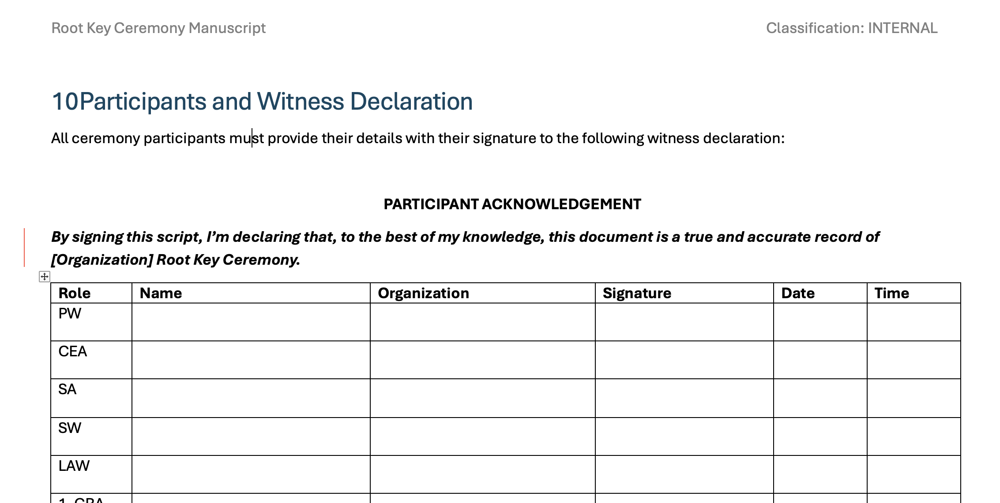 Root Key Ceremony Manuscript Classification: INTERNAL
10Participants and Witness Declaration
All ceremony participants must provide their details with their signature to the following witness declaration:
PARTICIPANT ACKNOWLEDGEMENT
By signing this script, I’m declaring that, to the best of my knowledge, this document is a true and accurate record of
[Organization] Root Key Ceremony.
Role Name Organization Signature Date Time
PW
CEA
SA
SW
LAW